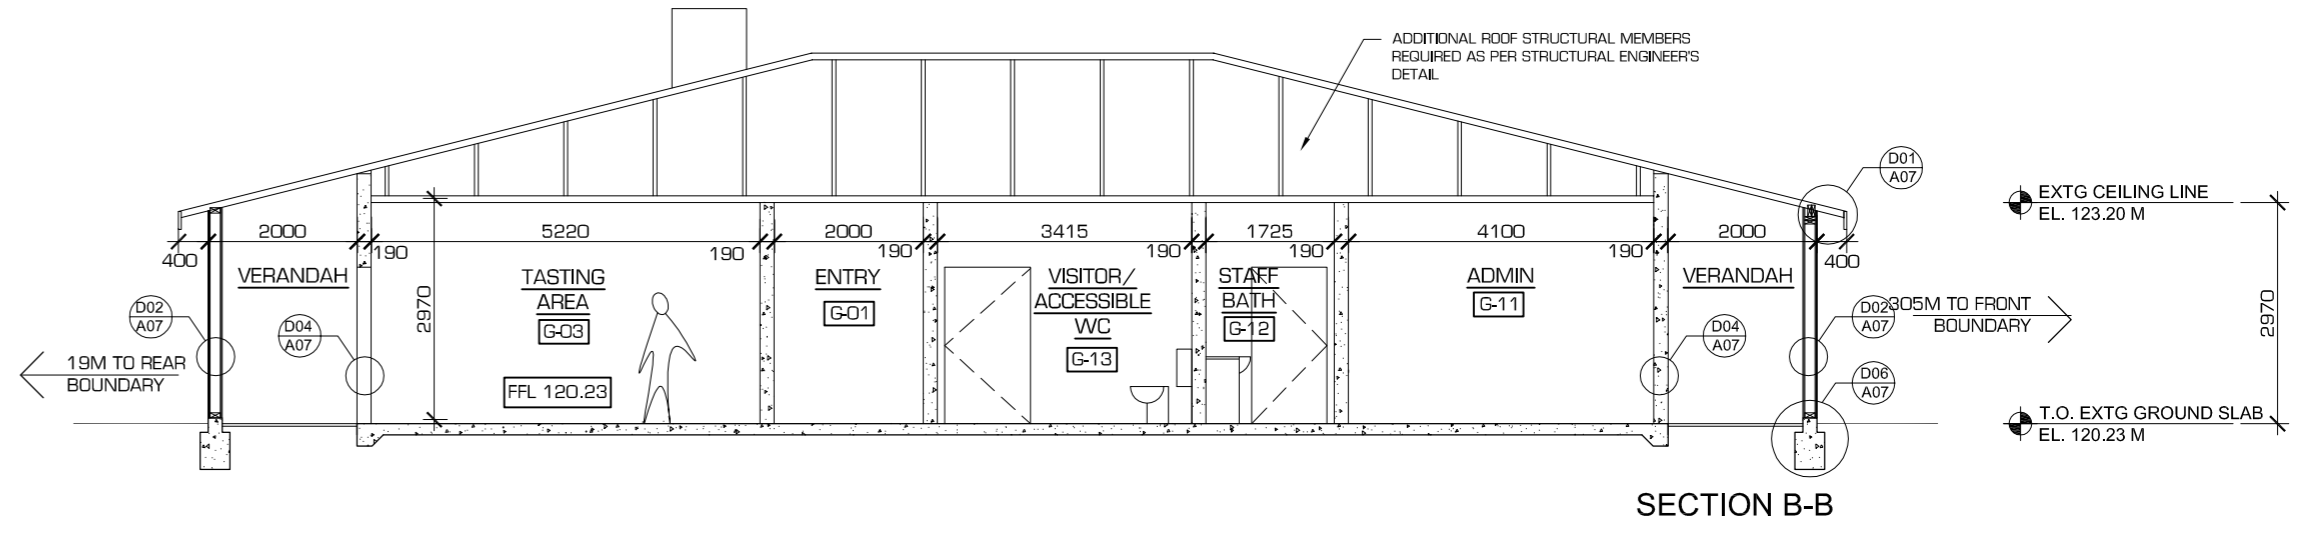 ADDITIONAL ROOF STRUCTURAL MEMBERS
REQUIRED AS PER STRUCTURAL ENGINEER'S
DETAIL
D01
A07
EXTG CEILING LINE
EL. 123.20 M
2000
5220
2000
3415
1725
4100
2000
400
190
190
190
190
190
190
400
VERANDAH
TASTING
AREA
G-03
ENTRY
G-01
VISITOR/
ACCESSIBLE
WC
G-13
STAFF
BATH
G-12
ADMIN
G-11
VERANDAH
2970
2970
D02
A07
D04
A07
D04
A07
D02
A07
305M TO FRONT
BOUNDARY
19M TO REAR
BOUNDARY
FFL 120.23
D06
A07
T.O. EXTG GROUND SLAB
EL. 120.23 M
SECTION B-B